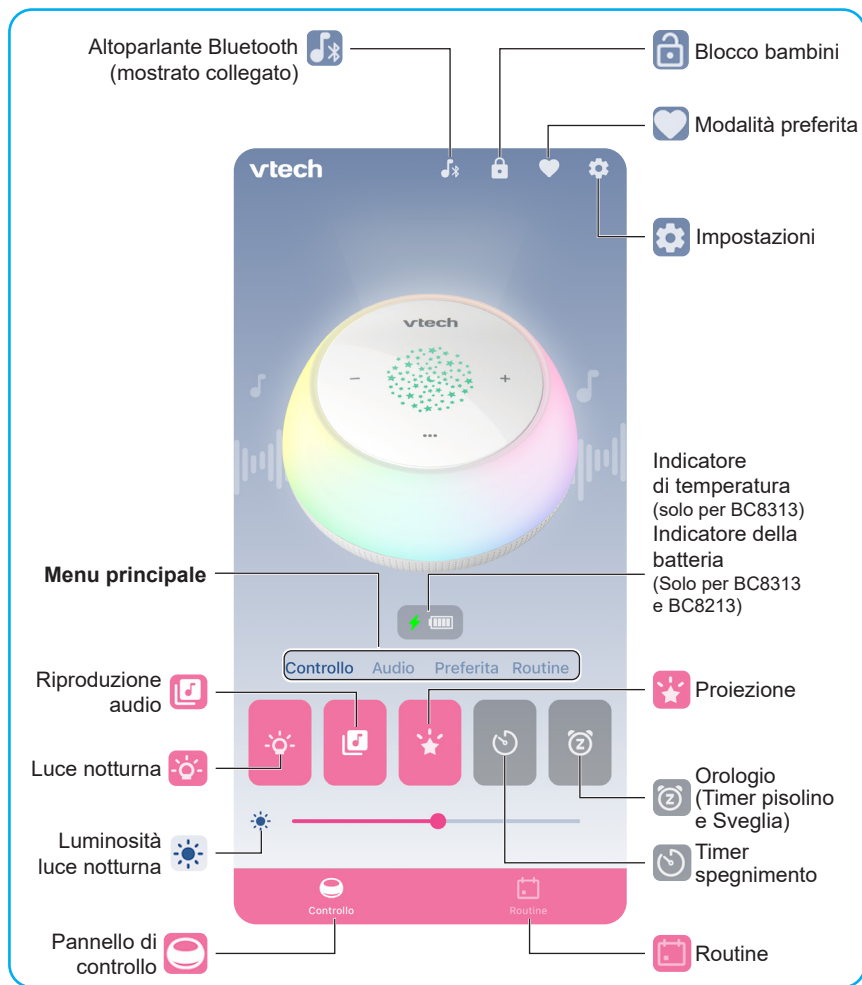 Altoparlante Bluetooth
(mostrato collegato)
Blocco bambini
Modalità preferita
vtech
Impostazioni
vtech
Indicatore
di temperatura
(solo per BC8313)
Indicatore della
batteria
(Solo per BC8313
e BC8213)
Menu principale
Controllo Audio Preferita Routine
Riproduzione
audio
Proiezione
Luce notturna
Orologio
(Timer pisolino
e Sveglia)
Luminosità
luce notturna
Timer
spegnimento
Controllo
Routine
Pannello di
controllo
Routine